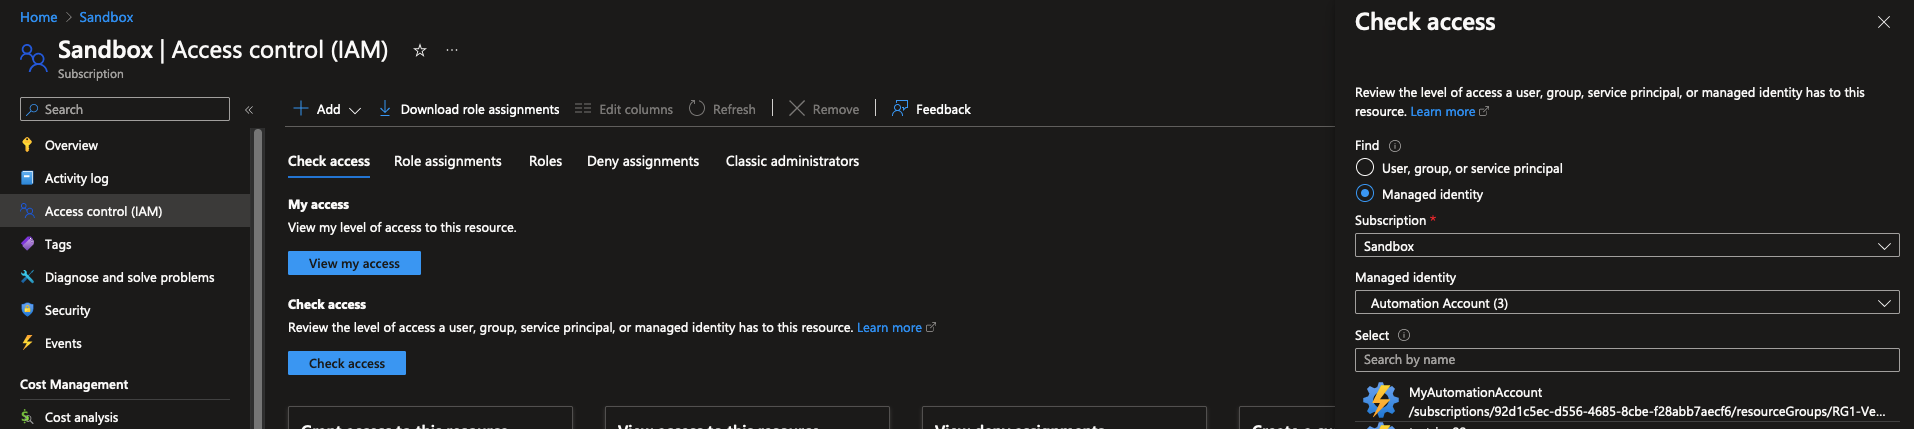 Home > Sandbox
Sandbox | Access control (IAM)
Subscription
Search
Overview
Activity log
Access control (IAM)
Tags
Diagnose and solve problems
Security
Events
Cost Management
Cost analysis
Add
Download role assignments
Edit columns
Refresh
Remove
Feedback
Check access
Role assignments
Roles
Deny assignments
Classic administrators
My access
View my level of access to this resource.
View my access
Check access
Review the level of access a user, group, service principal, or managed identity has to this resource. Learn more
Check access
Check access
Review the level of access a user, group, service principal, or managed identity has to this
resource. Learn more
Find
User, group, or service principal
Managed identity
Subscription *
Sandbox
Managed identity
Automation Account (3)
Select
Search by name
MyAutomationAccount
/subscriptions/92d1c5ec-d556-4685-8cbe-f28abb7aecf6/resourceGroups/RG1-Ve...